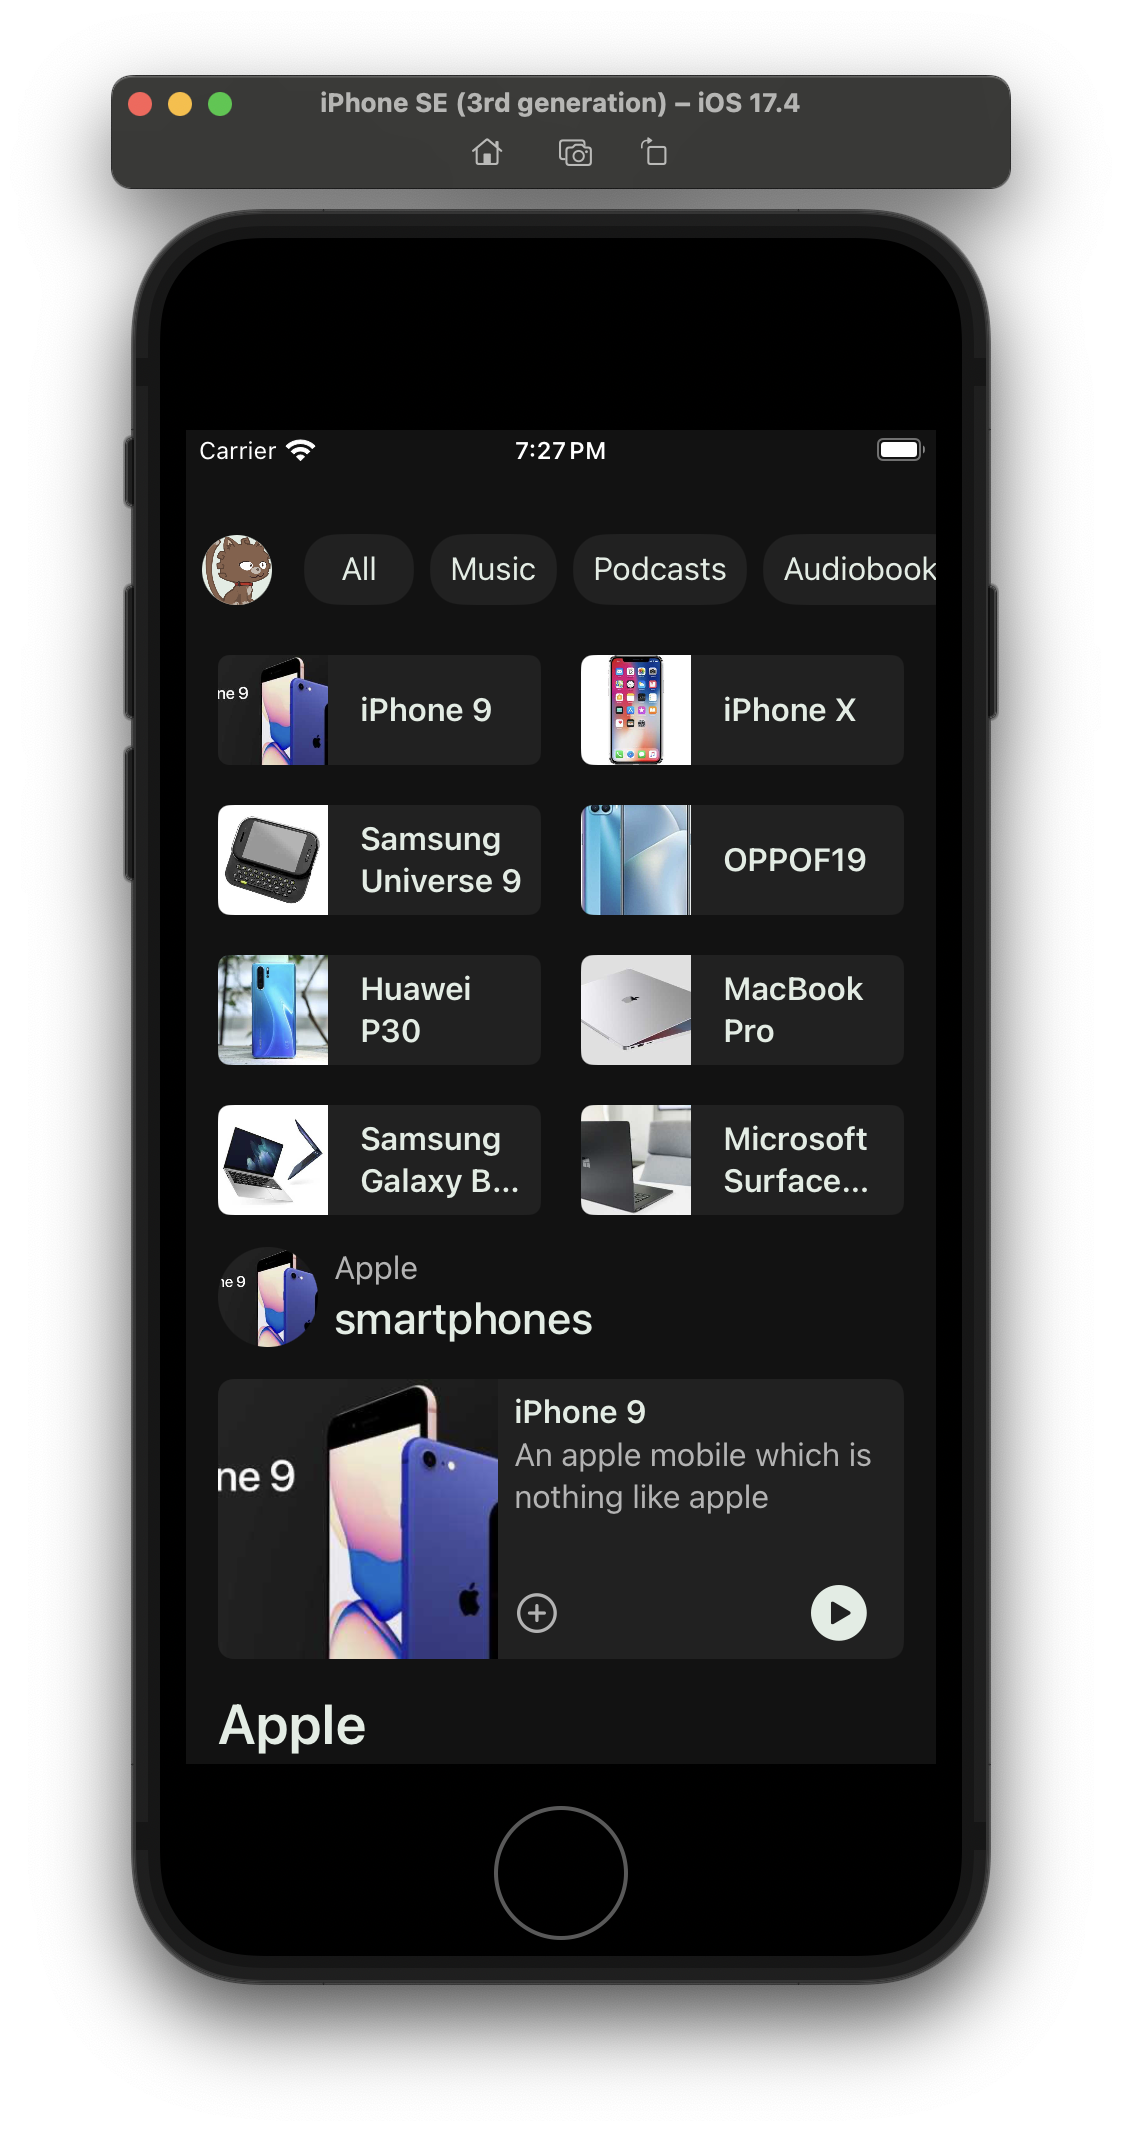 iPhone SE (3rd generation) – iOS 17.4
Carrier 7:27 PM
All Music Podcasts Audiobook
ne 9
iPhone 9
iPhone X
Samsung
Universe 9
OPPOF19
Huawei
P30
MacBook
Pro
Samsung
Galaxy B...
Microsoft
Surface...
ne 9
Apple
smartphones
ne 9
iPhone 9
An apple mobile which is
nothing like apple
Apple